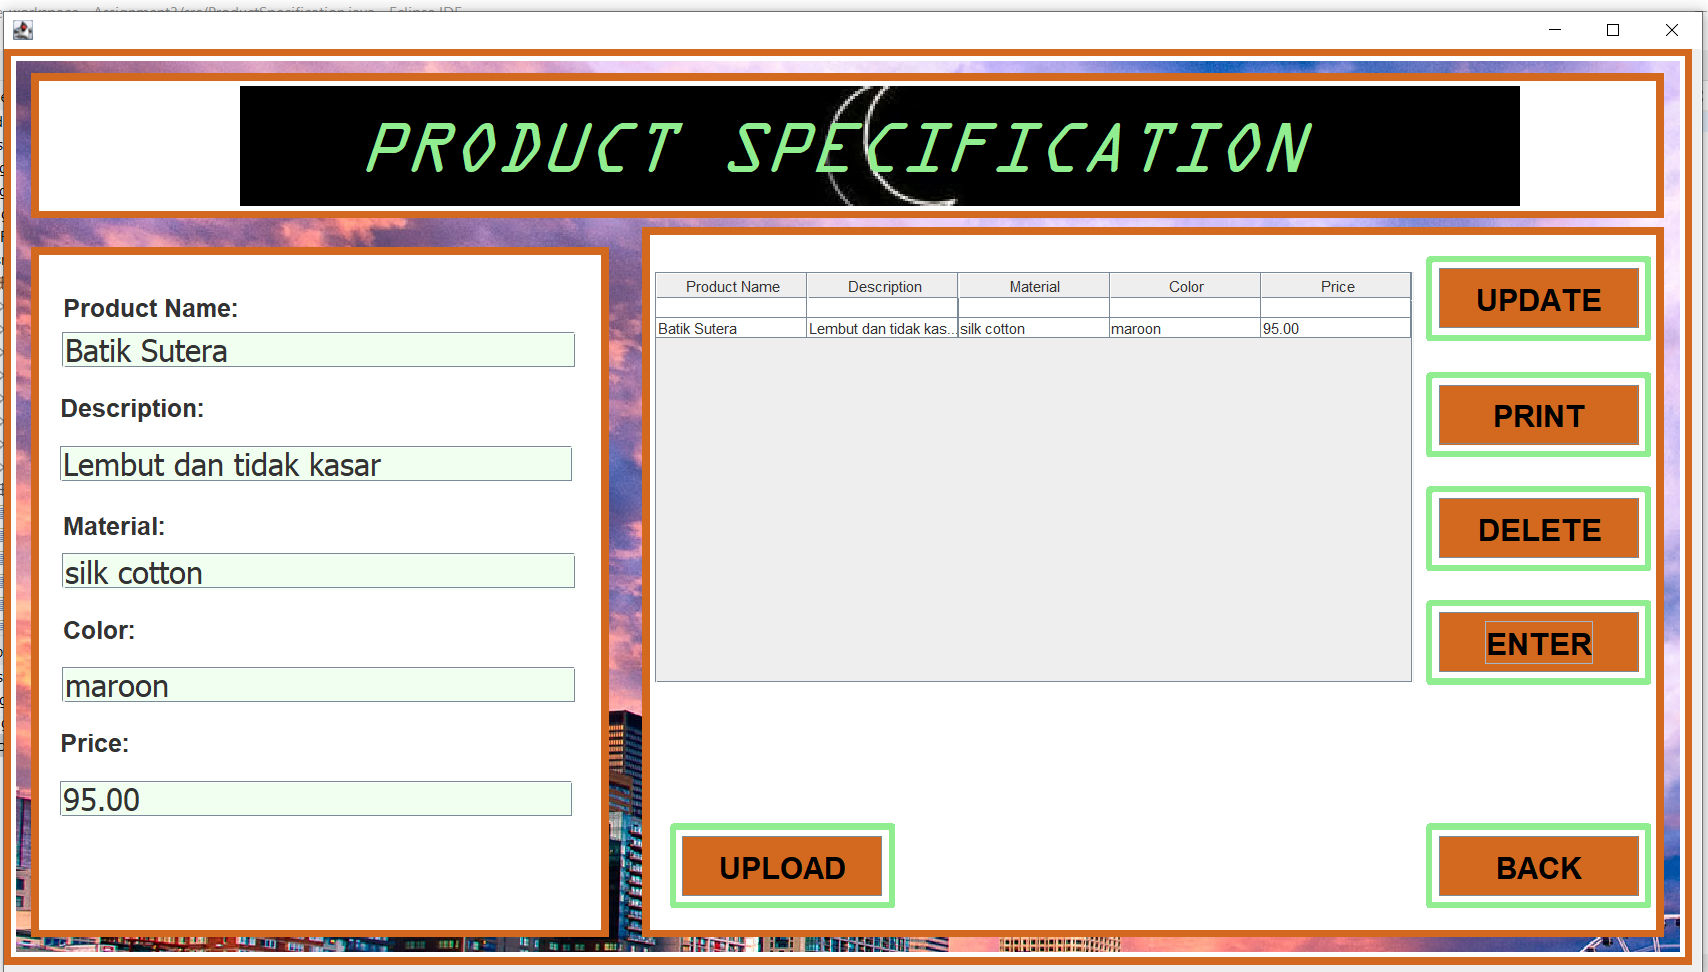 PRODUCT SPECIFICATION
Product Name:
Batik Sutera
Description:
Lembut dan tidak kasar
Material:
silk cotton
Color:
maroon
Price:
95.00
Product Name Description Material Color Price
Batik Sutera Lembut dan tidak kas... silk cotton maroon 95.00
UPDATE
PRINT
DELETE
ENTER
UPLOAD
BACK